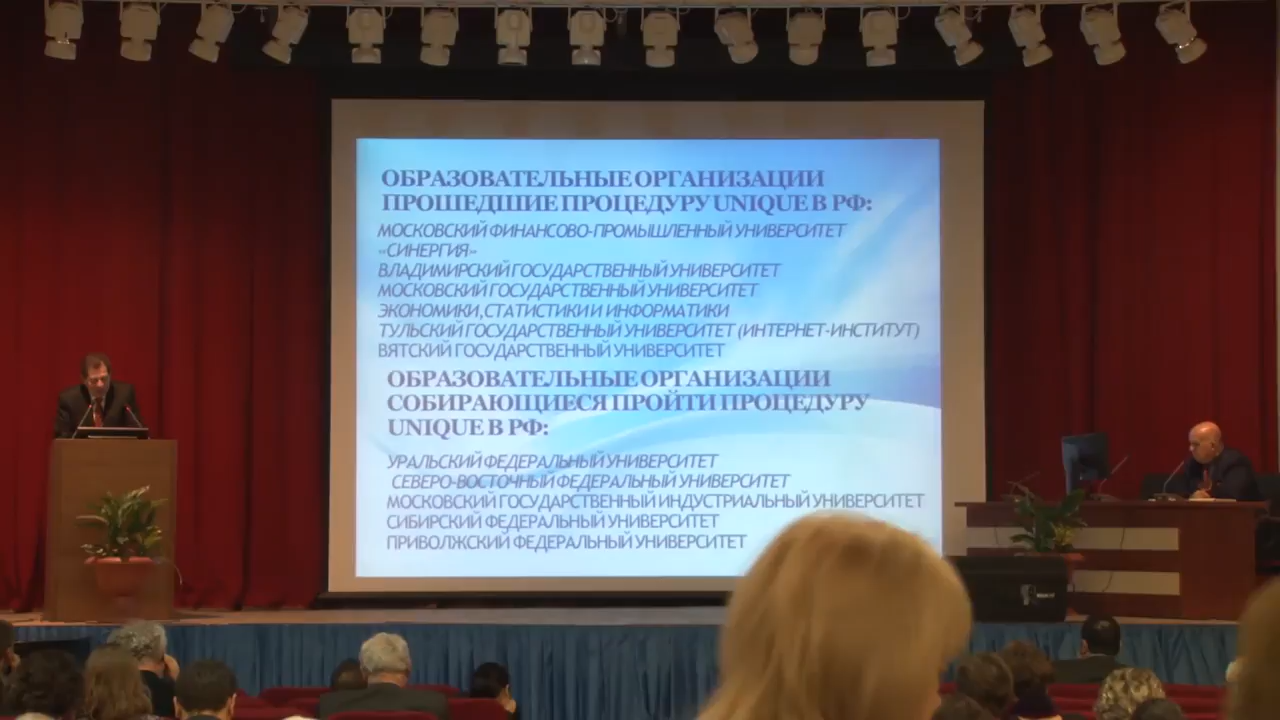 ОБРАЗОВАТЕЛЬНЫЕ ОРГАНИЗАЦИИ
ПРОШЕДШИЕ ПРОЦЕДУРУ UNIQUE В РФ:
МОСКОВСКИЙ ФИНАНСОВО-ПРОМЫШЛЕННЫЙ УНИВЕРСИТЕТ
«СИНЕРГИЯ»
ВЛАДИМИРСКИЙ ГОСУДАРСТВЕННЫЙ УНИВЕРСИТЕТ
МОСКОВСКИЙ ГОСУДАРСТВЕННЫЙ УНИВЕРСИТЕТ
ЭКОНОМИКИ, СТАТИСТИКИ И ИНФОРМАТИКИ
ТУЛЬСКИЙ ГОСУДАРСТВЕННЫЙ УНИВЕРСИТЕТ (ИНТЕРНЕТ-ИНСТИТУТ)
ВЯТСКИЙ ГОСУДАРСТВЕННЫЙ УНИВЕРСИТЕТ
ОБРАЗОВАТЕЛЬНЫЕ ОРГАНИЗАЦИИ
СОБИРАЮЩИЕСЯ ПРОЙТИ ПРОЦЕДУРУ
UNIQUE В РФ:
УРАЛЬСКИЙ ФЕДЕРАЛЬНЫЙ УНИВЕРСИТЕТ
СЕВЕРО-ВОСТОЧНЫЙ ФЕДЕРАЛЬНЫЙ УНИВЕРСИТЕТ
МОСКОВСКИЙ ГОСУДАРСТВЕННЫЙ ИНДУСТРИАЛЬНЫЙ УНИВЕРСИТЕТ
СИБИРСКИЙ ФЕДЕРАЛЬНЫЙ УНИВЕРСИТЕТ
ПРИВОЛЖСКИЙ ФЕДЕРАЛЬНЫЙ УНИВЕРСИТЕТ